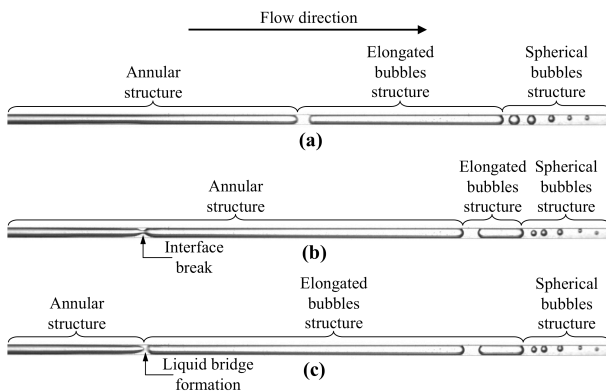 Flow direction
Annular
structure
Elongated
bubbles
structure
Spherical
bubbles
structure
(a)
Annular
structure
Elongated
bubbles
structure
Spherical
bubbles
structure
Interface
break
(b)
Annular
structure
Elongated
bubbles
structure
Spherical
bubbles
structure
Liquid bridge
formation
(c)